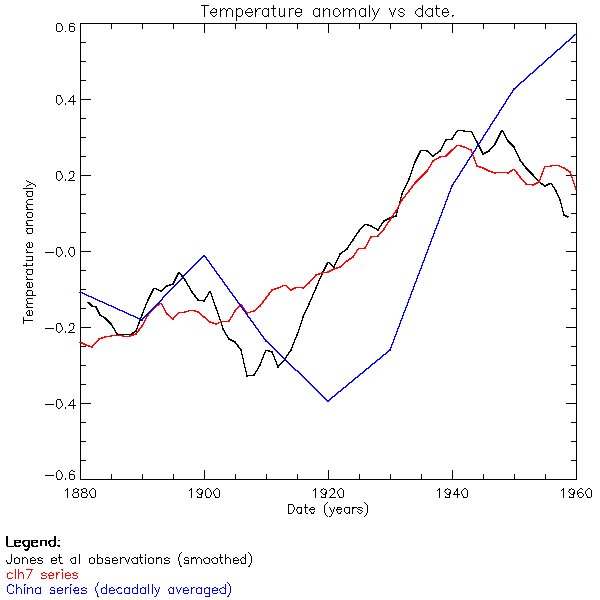 Temperature anomaly vs date.
0.6
0.4
0.2
-0.0
-0.2
-0.4
-0.6
Temperature anomaly
1880 1900 1920 1940 1960
Date (years)
Legend:
Jones et al observations (smoothed)
clh7 series
China series (decadally averaged)